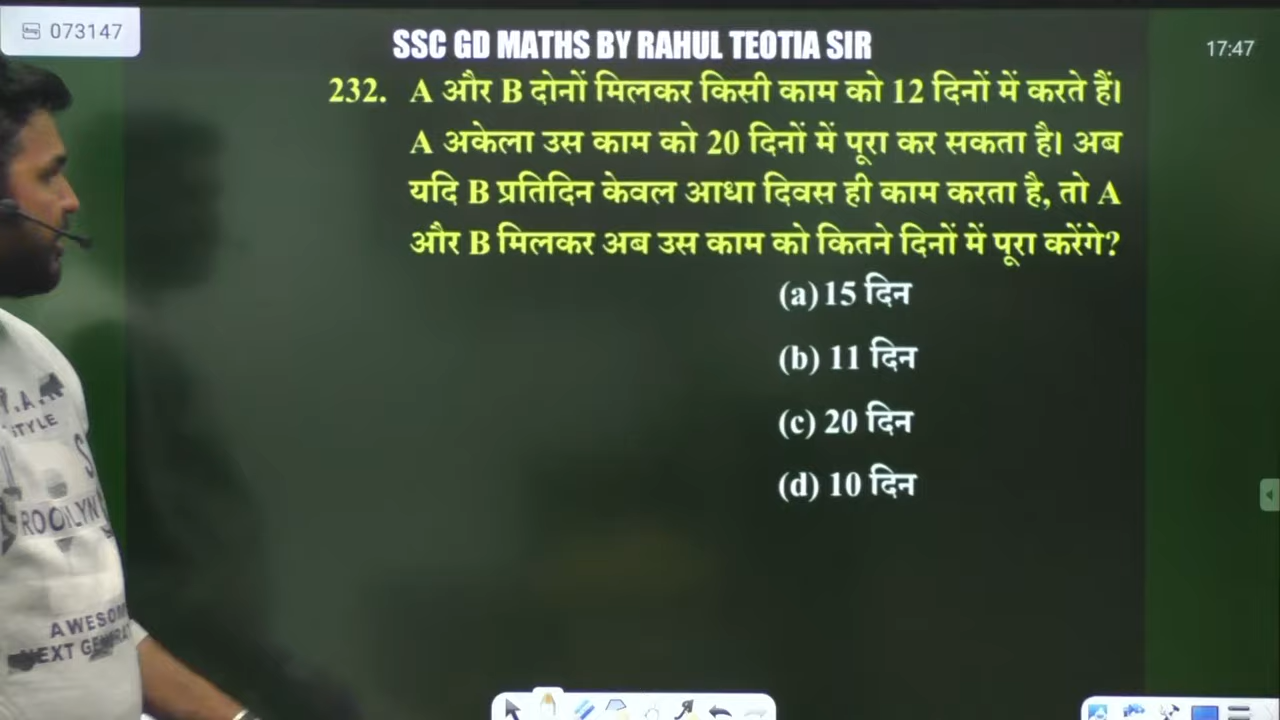 073147
SSC GD MATHS BY RAHUL TEOTIA SIR
17:47
232. A और B दोनों मिलकर किसी काम को 12 दिनों में करते हैं।
A अकेला उस काम को 20 दिनों में पूरा कर सकता है। अब
यदि B प्रतिदिन केवल आधा दिवस ही काम करता है, तो A
और B मिलकर अब उस काम को कितने दिनों में पूरा करेंगे?
(a) 15 दिन
(b) 11 दिन
(c) 20 दिन
(d) 10 दिन
STYLE
AWESOM